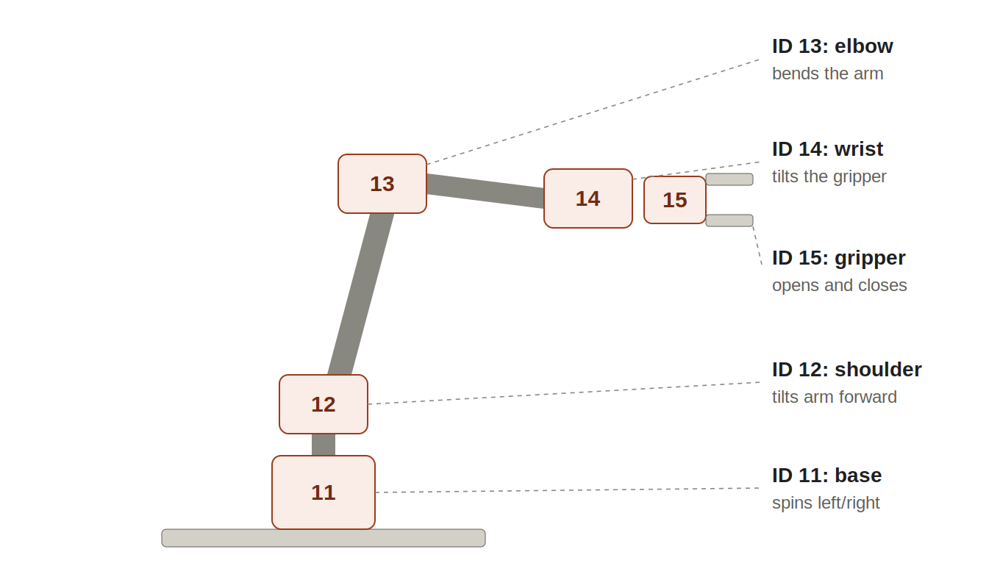 ID 13: elbow
bends the arm
ID 14: wrist
tilts the gripper
13
14
15
ID 15: gripper
opens and closes
12
ID 12: shoulder
tilts arm forward
11
ID 11: base
spins left/right